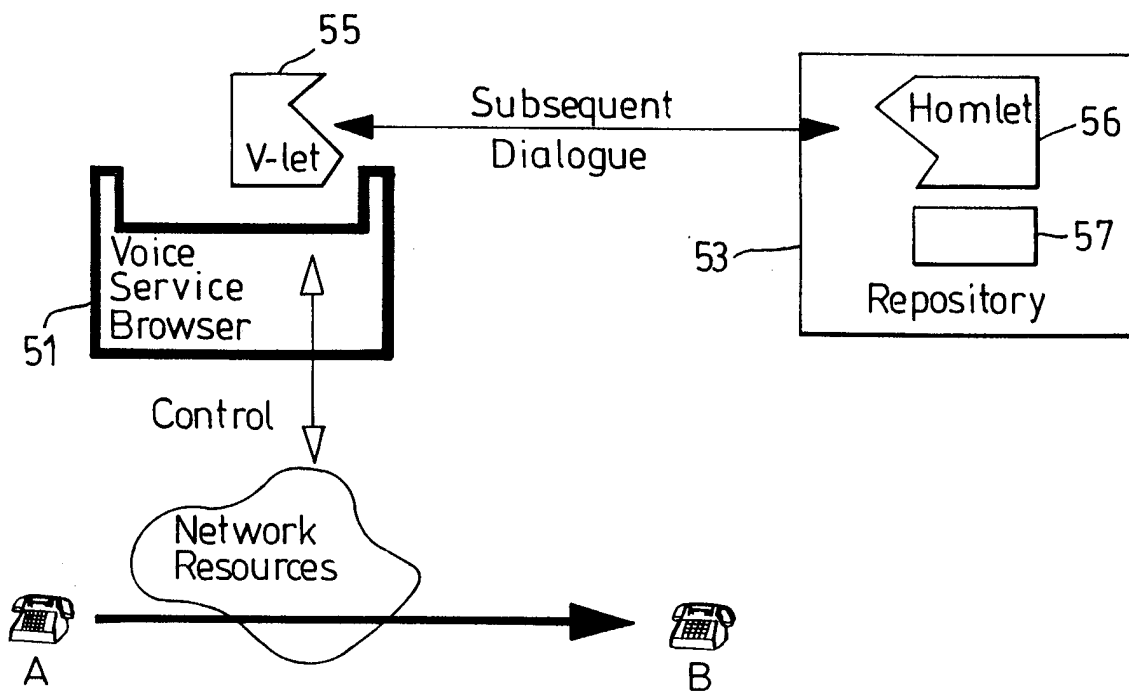 55
V-let
Subsequent
Dialogue
Homlet
56
57
53
Repository
Voice
Service
Browser
51
Control
Network
Resources
A
B